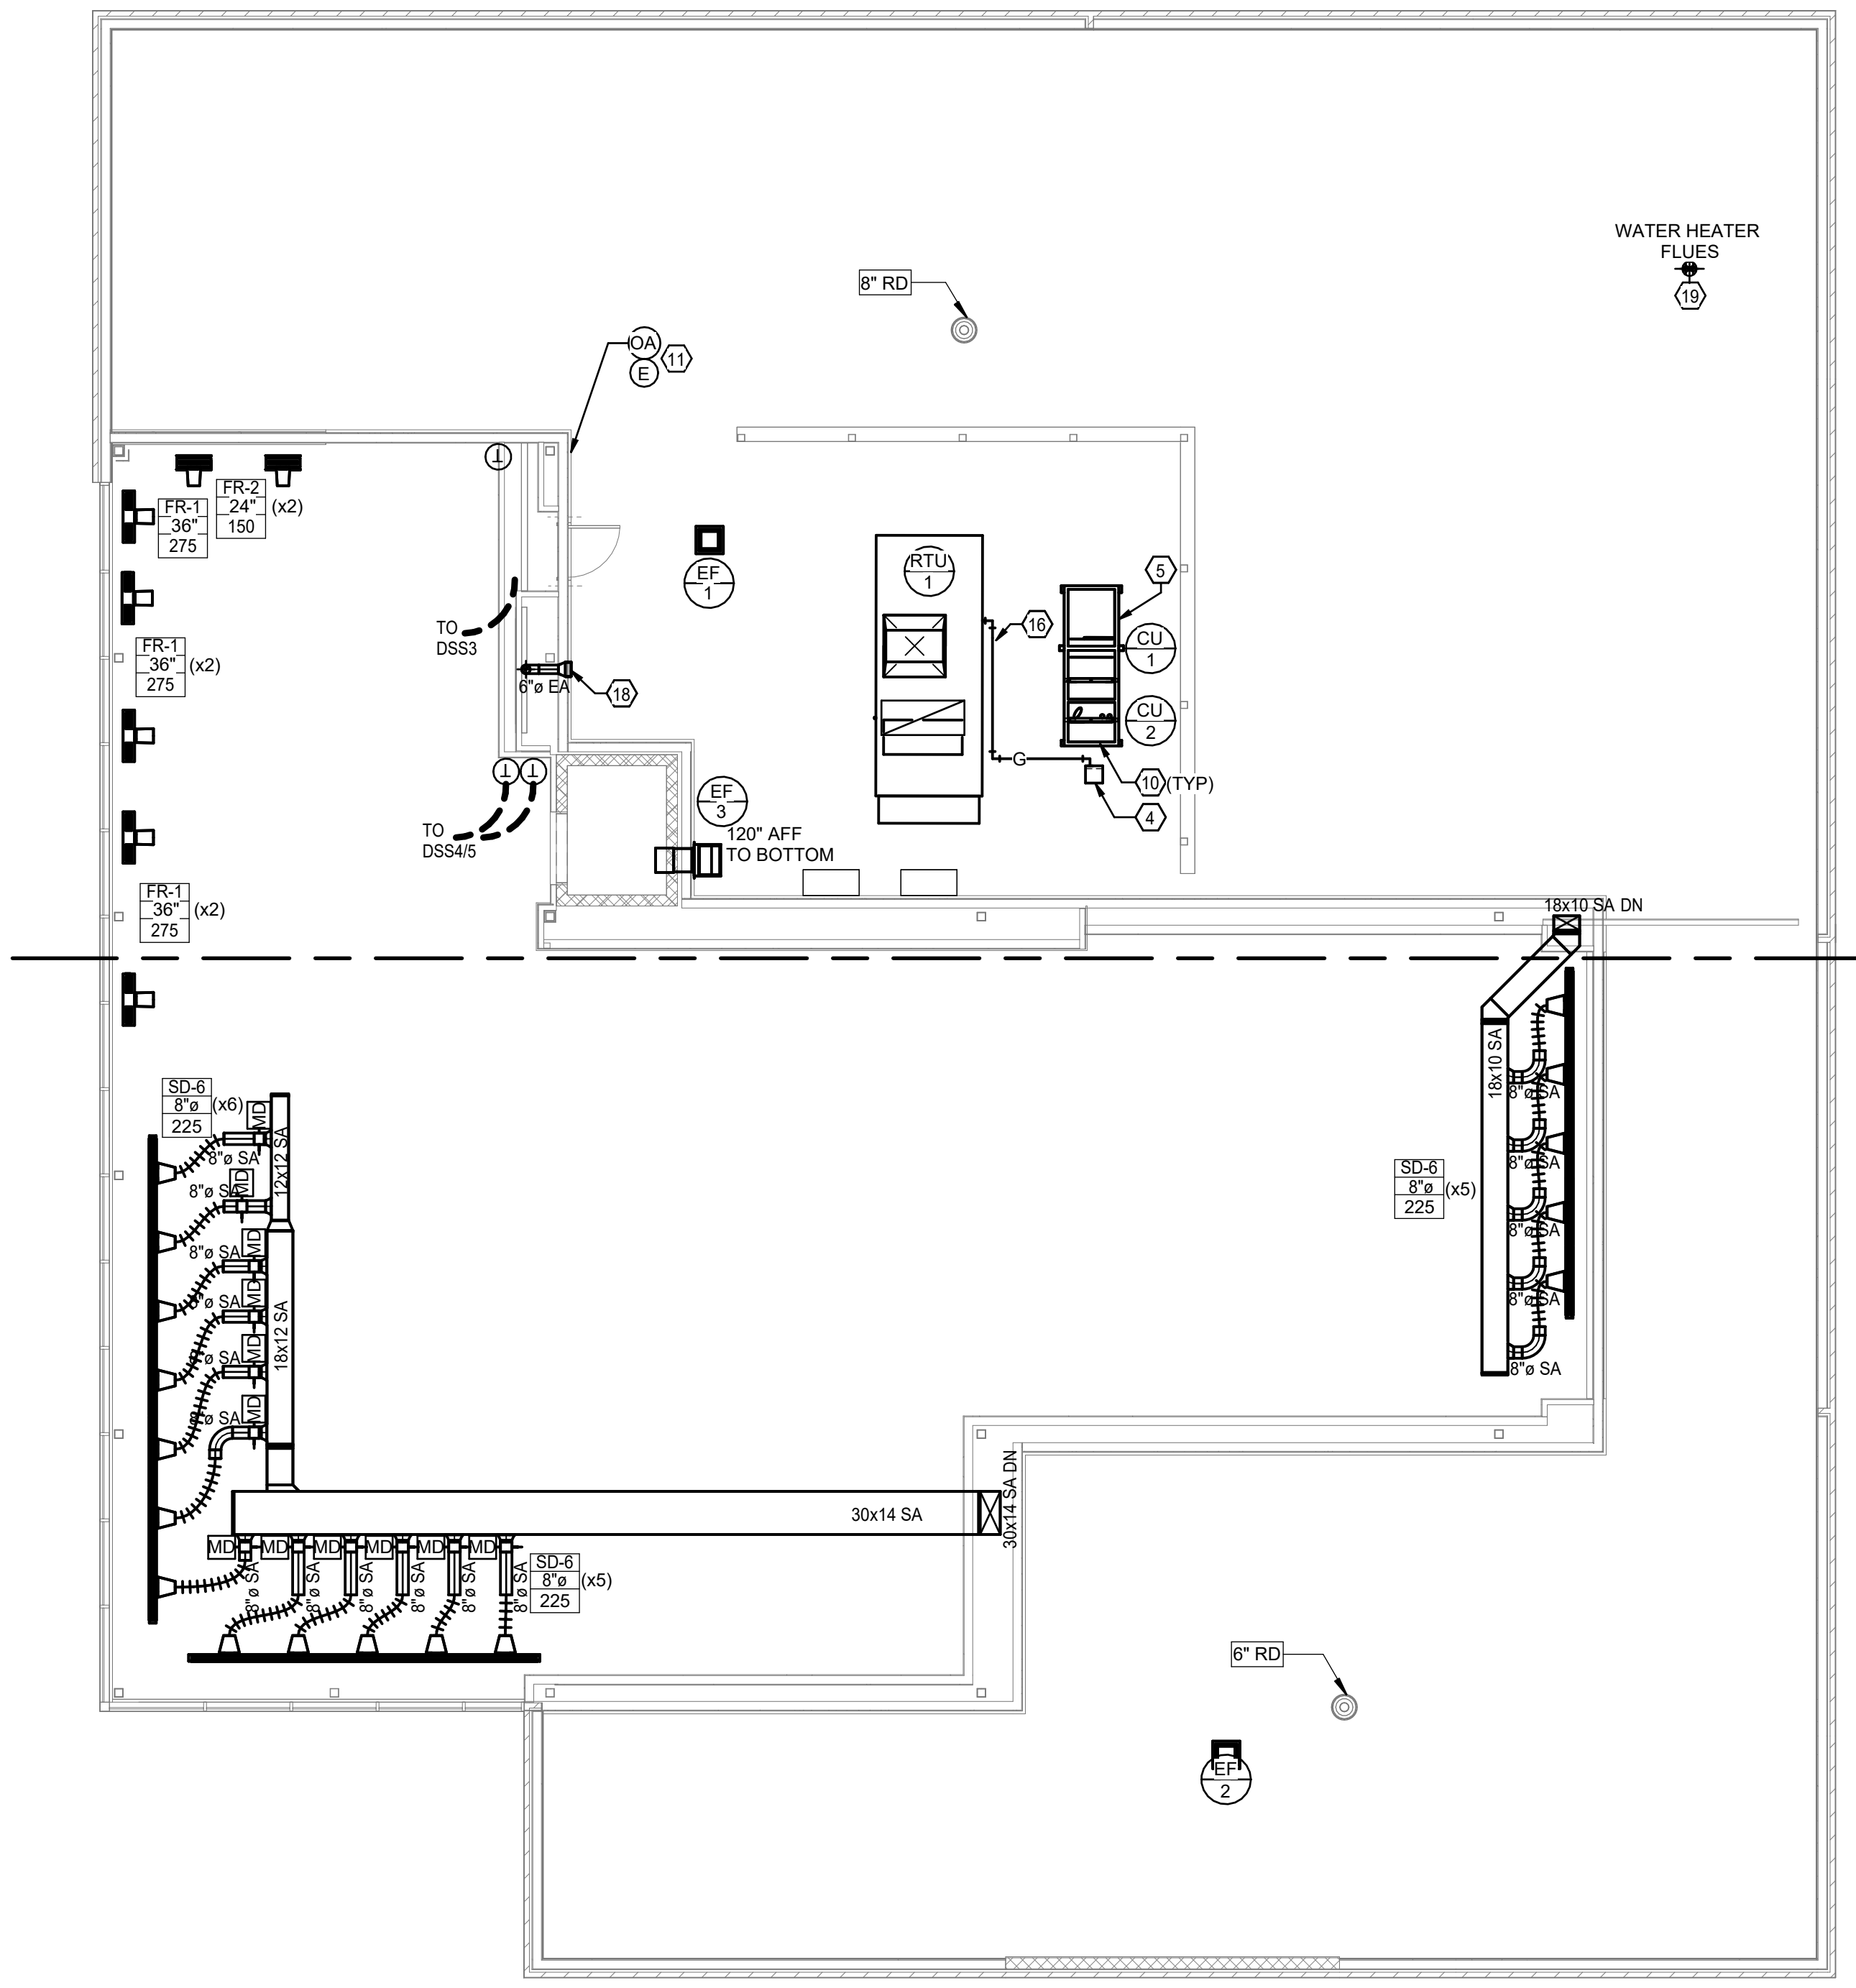 WATER HEATER
FLUES
19
8" RD
OA
E
11
FR-2
24"
150
(x2)
FR-1
36"
275
FR-1
36"
275
(x2)
FR-1
36"
275
(x2)
TO
DSS3
6"ø EA
18
EF
1
RTU
1
16
5
CU
1
CU
2
G
10
(TYP)
4
EF
3
120" AFF
TO BOTTOM
TO
DSS4/5
18x10 SA DN
18x10 SA
8"ø SA
8"ø SA
8"ø SA
8"ø SA
8"ø SA
SD-6
8"ø
225
(x5)
SD-6
8"ø
225
(x6)
MD
12x12 SA
8"ø SA
MD
8"ø SA
MD
8"ø SA
MD
8"ø SA
18x12 SA
MD
8"ø SA
MD
8"ø SA
30x14 SA
30x14 SA DN
MD
MD
MD
MD
MD
MD
8"ø SA
8"ø SA
8"ø SA
8"ø SA
8"ø SA
8"ø SA
SD-6
8"ø
225
(x5)
6" RD
EF
2